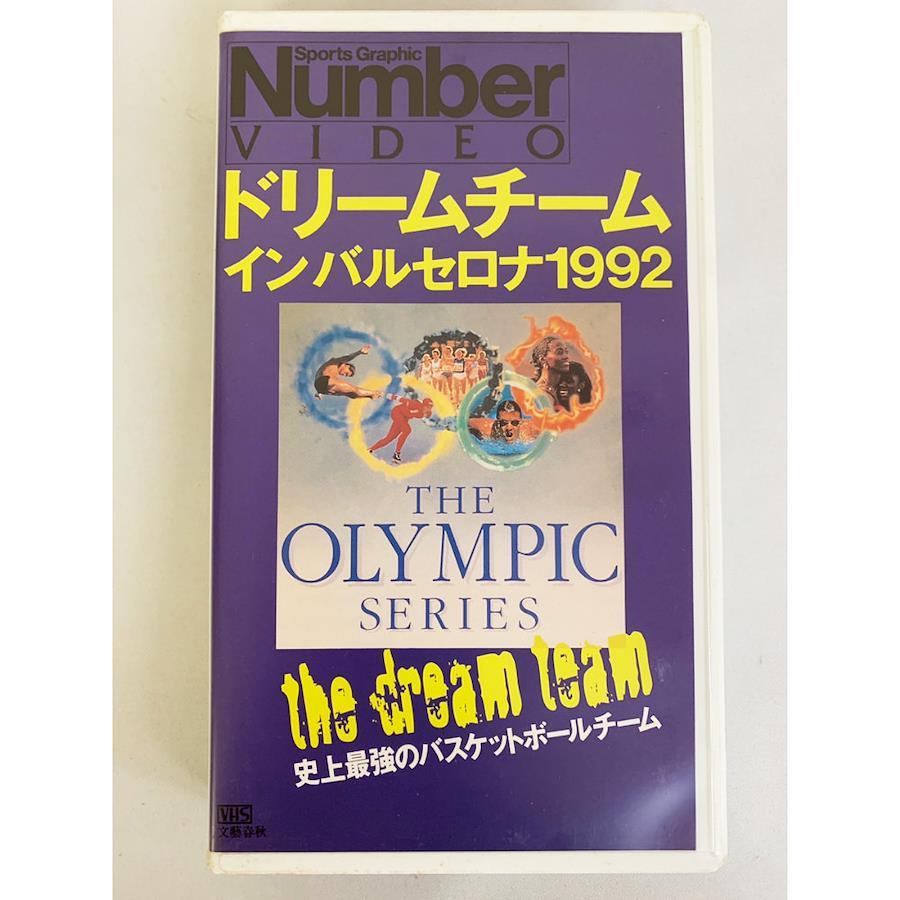 Sports Graphic
Number
VIDEO
ドリームチーム
インバルセロナ1992
THE
OLYMPIC
SERIES
the dream team
史上最強のバスケットボールチーム
VHS
文藝春秋